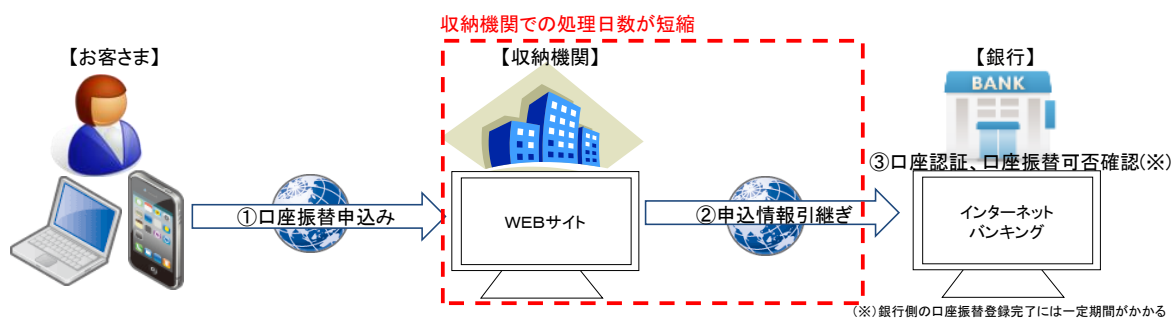 収納機関での処理日数が短縮
【お客さま】
【収納機関】
【銀行】
BANK
③口座認証、口座振替可否確認(※)
①口座振替申込み
WEBサイト
②申込情報引継ぎ
インターネット
バンキング
(※)銀行側の口座振替登録完了には一定期間がかかる